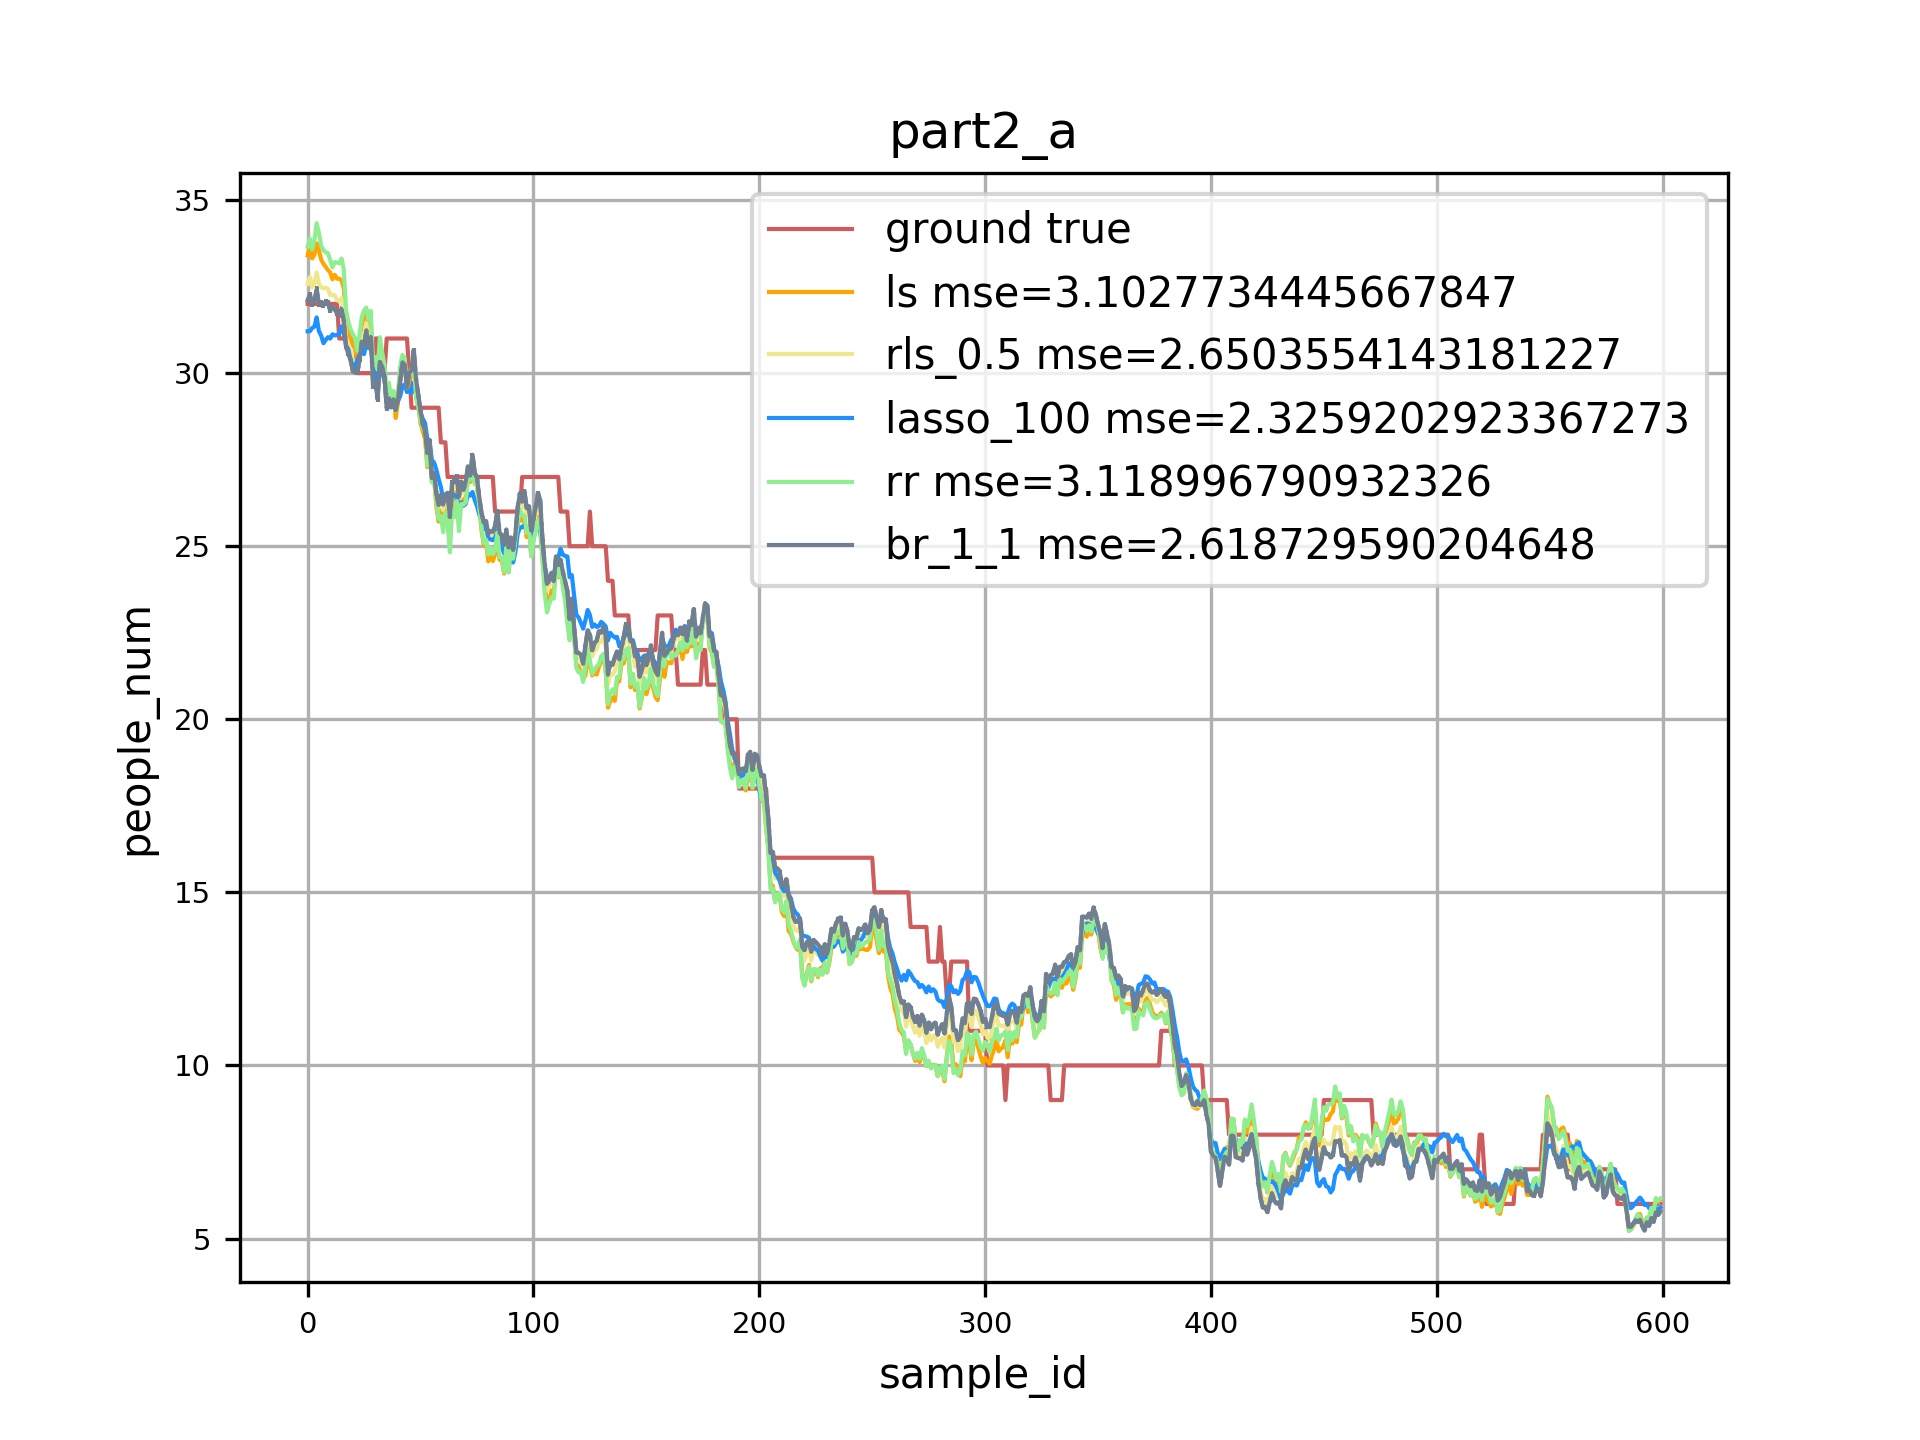 part2_a
35
30
25
20
15
10
5
people_num
ground true
ls mse=3.1027734445667847
rls_0.5 mse=2.6503554143181227
lasso_100 mse=2.3259202923367273
rr mse=3.118996790932326
br_1_1 mse=2.618729590204648
0 100 200 300 400 500 600
sample_id